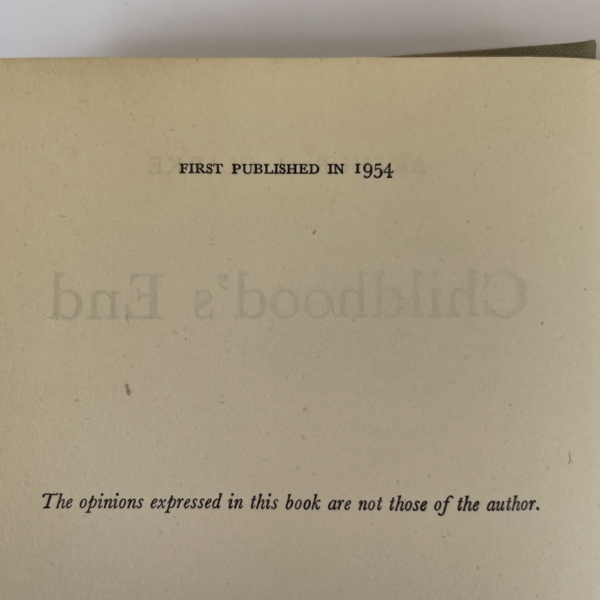 FIRST PUBLISHED IN 1954
Childhood's End
The opinions expressed in this book are not those of the author.